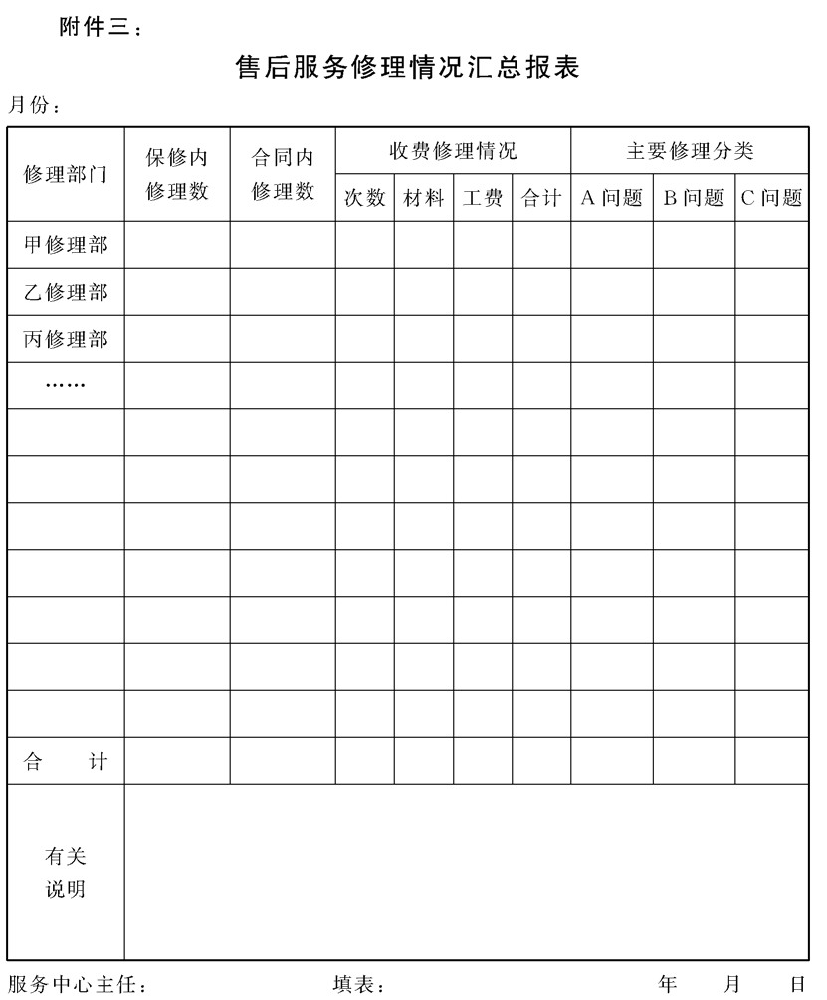 附件三：
售后服务修理情况汇总报表
月份：
修理部门 保修内修理数 合同内修理数 收费修理情况 主要修理分类
次数 材料 工费 合计 A 问题 B 问题 C 问题
甲修理部
乙修理部
丙修理部
……
合 计
有关
说明
服务中心主任： 填表： 年 月 日